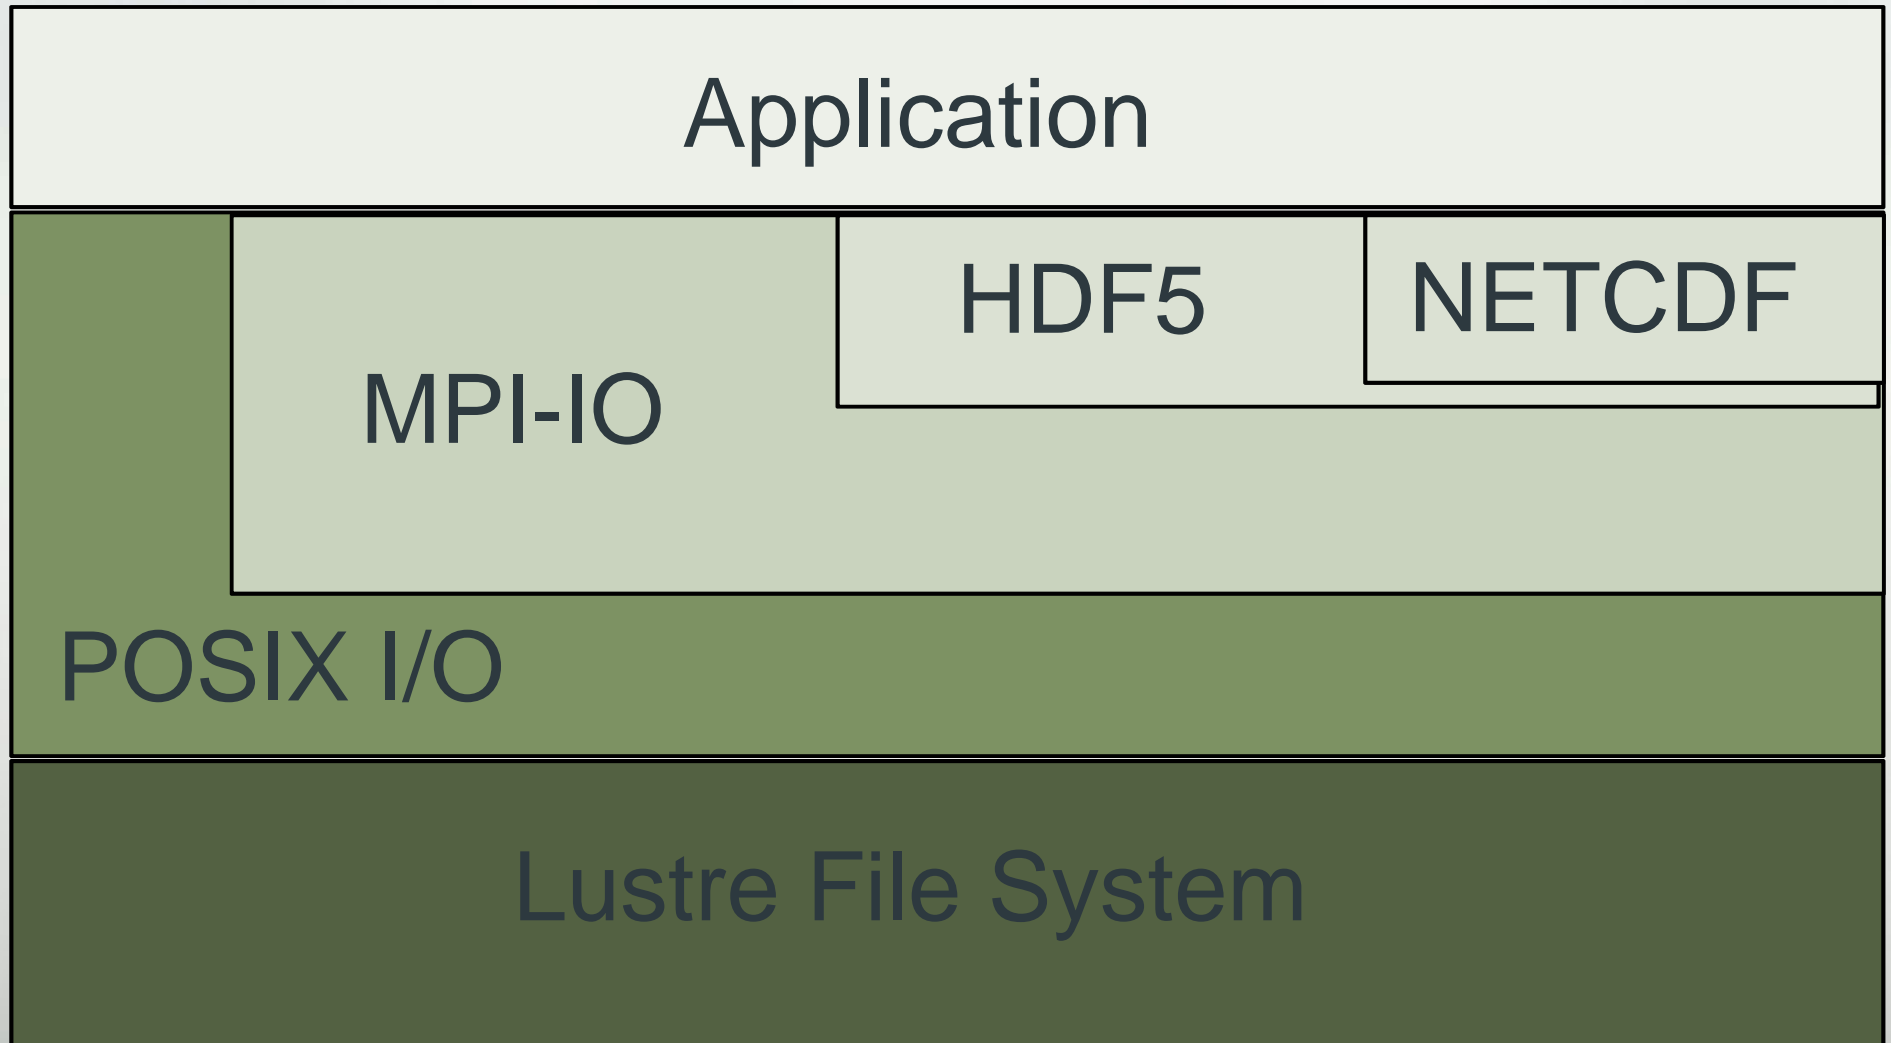 Application
HDF5
NETCDF
MPI-IO
POSIX I/O
Lustre File System